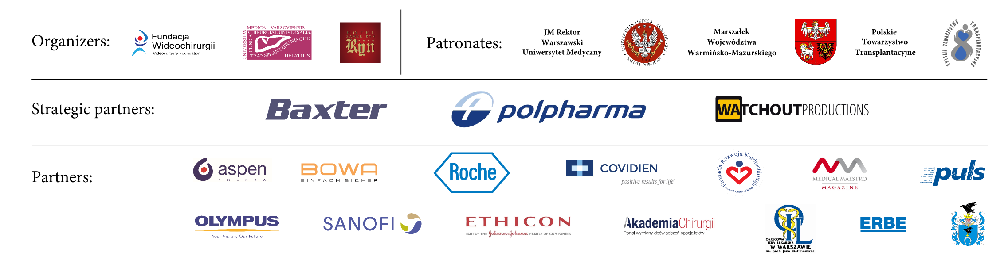 Organizers:
Fundacja
Wideochirurgii
Videosurgery Foundation
UNIVERSITAS
MEDICA VARSOVIENSIS
CHIRURGIAE UNIVERSALIS,
CLINICA
TRANSPLANTATIONISQUE
HEPATITIS
HOTEL
ZAMEK RYN
Ryn
Patronates:
JM Rektor
Warszawski
Uniwersytet Medyczny
UNIVERSITAS MEDICA VARSOVIENSIS
SALUTI PUBLICAE
1809
Marszałek
Województwa
Warmińsko-Mazurskiego
Polskie
Towarzystwo
Transplantacyjne
POLSKIE TOWARZYSTWO
TRANSPLANTACYJNE
Strategic partners:
Baxter
polpharma
WATCHOUTPRODUCTIONS
Partners:
aspen
POLSKA
BOWA
EINFACH SICHER
Roche
COVIDIEN
positive results for life
Fundacja Rozwoju Kardiochirurgii
im. prof. Zbigniewa Religi
MEDICAL MAESTRO
MAGAZINE
puls
OLYMPUS
Your Vision, Our Future
SANOFI
ETHICON
PART OF THE Johnson & Johnson FAMILY OF COMPANIES
AkademiaChirurgii
Portal wymiany doświadczeń specjalistów
OIL
OKRĘGOWA
IZBA LEKARSKA
W WARSZAWIE
im. prof. Jana Nielubowicza
ERBE